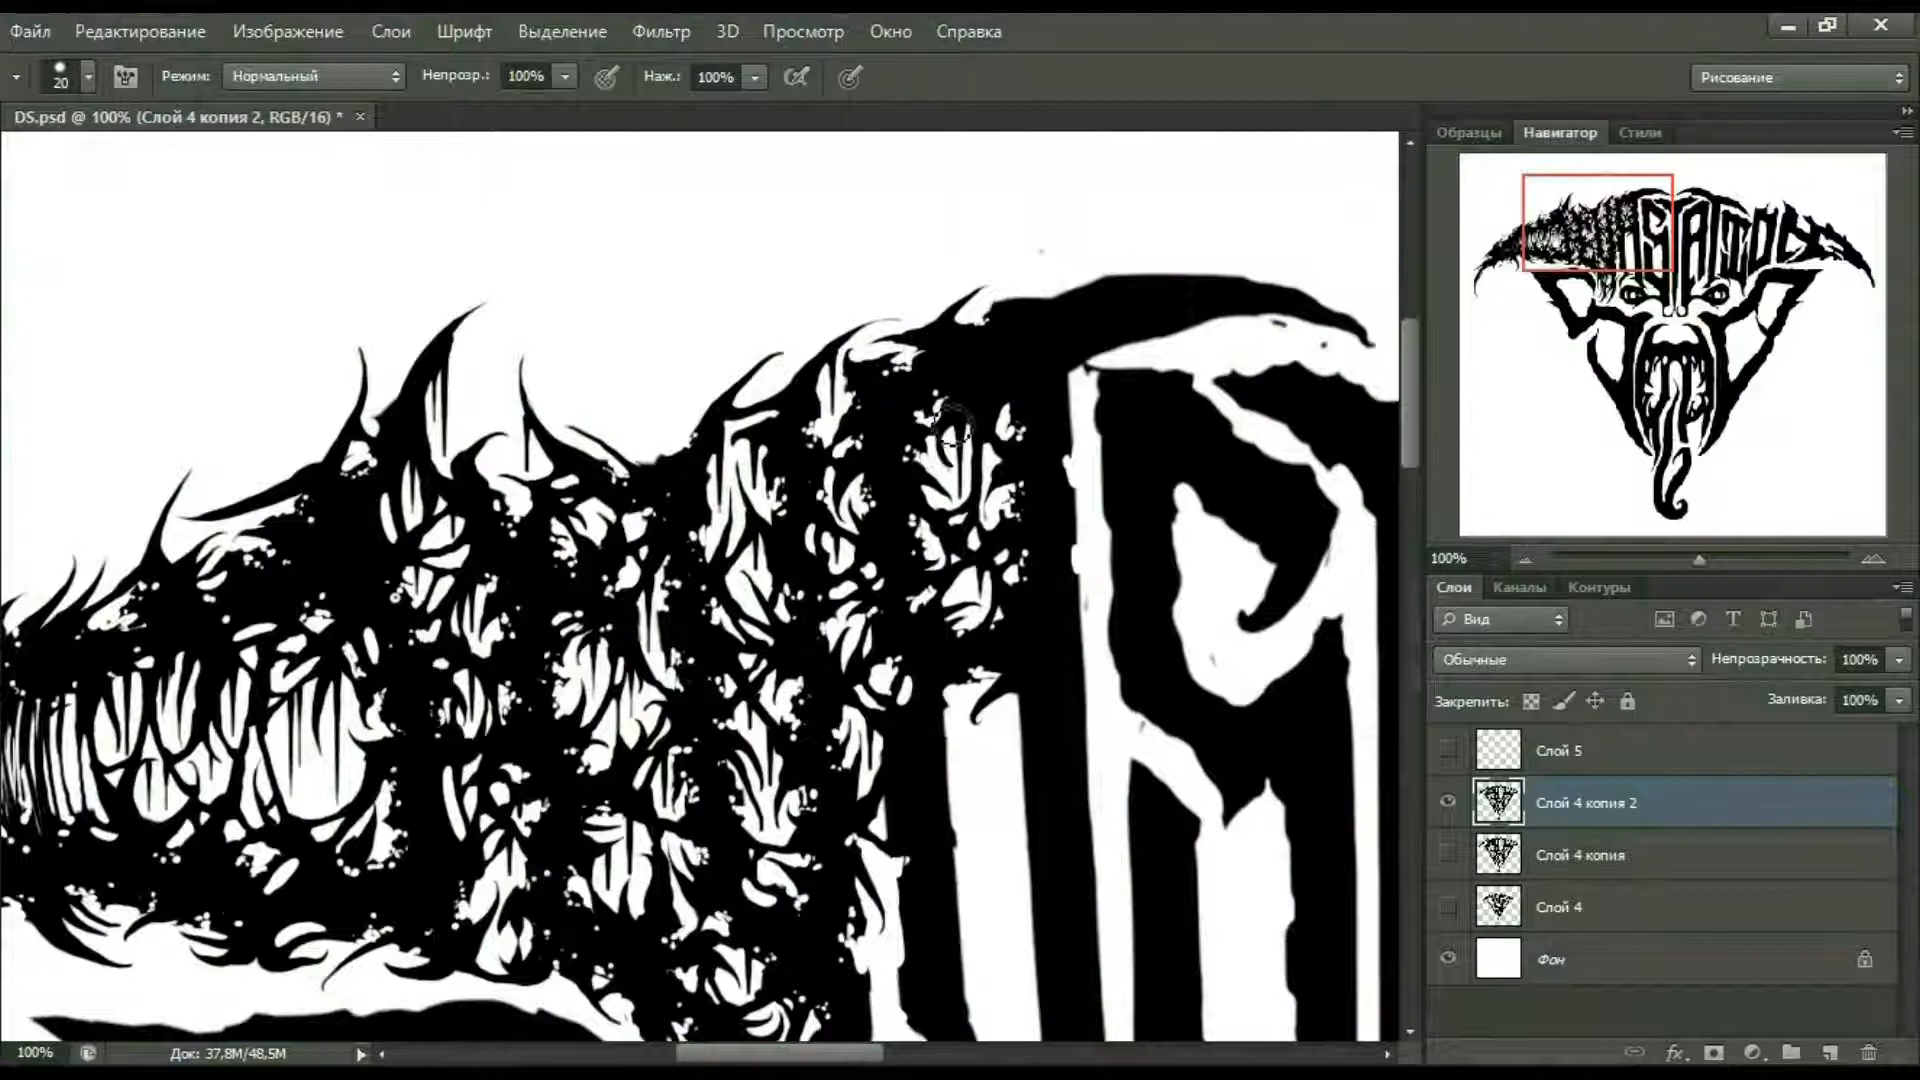 Файл Редактирование Изображение Слои Шрифт Выделение Фильтр 3D Просмотр Окно Справка
20 Режим: Нормальный Непрозр.: 100% Наж.: 100% Рисование
DS.psd @ 100% (Слой 4 копия 2, RGB/16) *
Образцы Навигатор Стили
100%
Слои Каналы Контуры
Вид
Обычные Непрозрачность: 100%
Закрепить: Заливка: 100%
Слой 5
Слой 4 копия 2
Слой 4 копия
Слой 4
Фон
100% Док: 37,8M/48,5M
fx